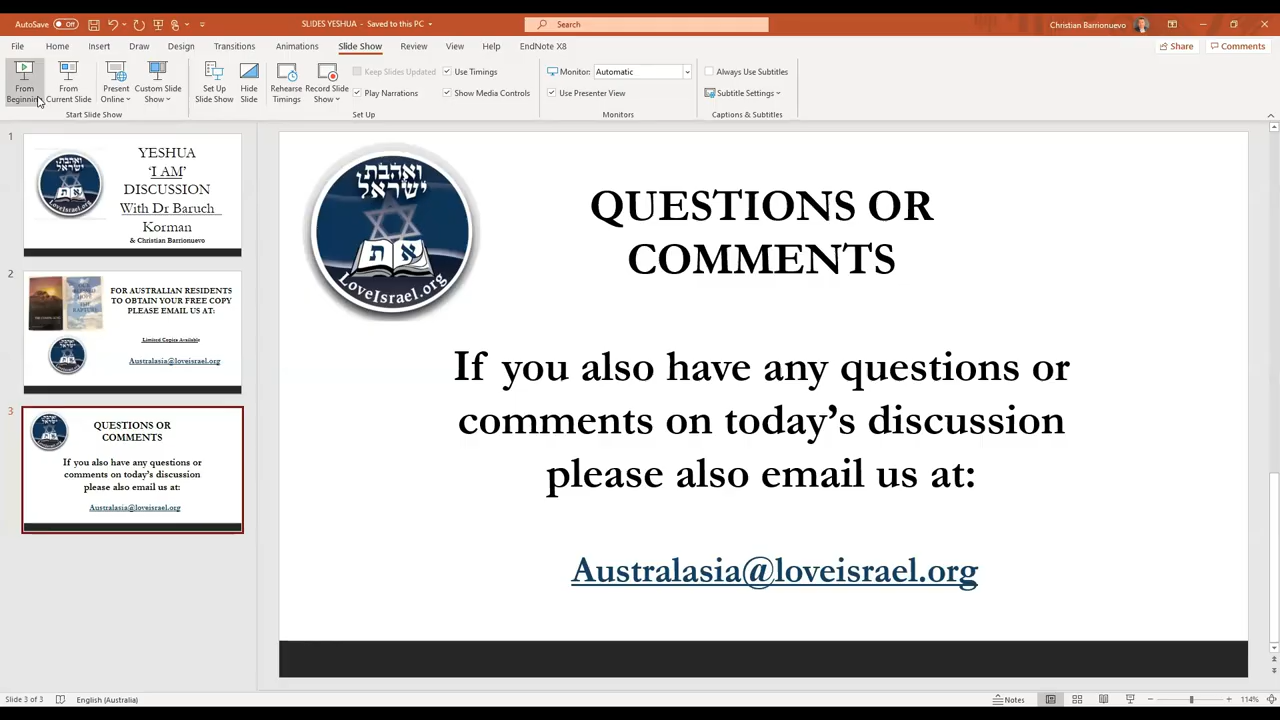 AutoSave Off
SLIDES YESHUA - Saved to this PC
Search
Christian Barrionuevo
File Home Insert Draw Design Transitions Animations Slide Show Review View Help EndNote X8
Share Comments
From Beginning
From Current Slide
Present Online
Custom Slide Show
Set Up Slide Show
Hide Slide
Rehearse Timings
Record Slide Show
Keep Slides Updated
Play Narrations
Use Timings
Show Media Controls
Monitor: Automatic
Use Presenter View
Always Use Subtitles
Subtitle Settings
Start Slide Show
Set Up
Monitors
Captions & Subtitles
1
YESHUA
‘I AM’
DISCUSSION
With Dr Baruch
Korman
& Christian Barrionuevo
ואהבת
ישראל
את
LoveIsrael.org
2
FOR AUSTRALIAN RESIDENTS
TO OBTAIN YOUR FREE COPY
PLEASE EMAIL US AT:
Limited Copies Available
Australasia@loveisrael.org
3
QUESTIONS OR
COMMENTS
If you also have any questions or
comments on today’s discussion
please also email us at:
Australasia@loveisrael.org
ואהבת
ישראל
את
LoveIsrael.org
QUESTIONS OR
COMMENTS
If you also have any questions or
comments on today’s discussion
please also email us at:
Australasia@loveisrael.org
Slide 3 of 3
English (Australia)
Notes
114%